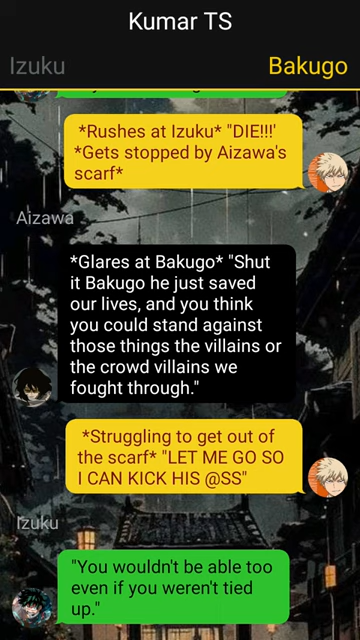 Kumar TS
Izuku
Bakugo
*Rushes at Izuku* "DIE!!!'
*Gets stopped by Aizawa's
scarf*
Aizawa
*Glares at Bakugo* "Shut
it Bakugo he just saved
our lives, and you think
you could stand against
those things the villains or
the crowd villains we
fought through."
*Struggling to get out of
the scarf* "LET ME GO SO
I CAN KICK HIS @SS"
Izuku
"You wouldn't be able too
even if you weren't tied
up."